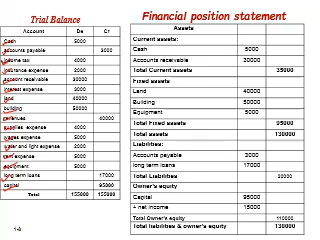 Trial Balance
Account Dr Cr
Cash 5000
accounts payable 3000
income tax 4000
insurance expense 2000
account receivable 30000
interest expense 3000
land 40000
building 50000
revenues 40000
supplies expense 4000
wages expense 5000
water and light expense 2000
rent expense 5000
equipment 5000
long term loans 17000
capital 95000
Total 155000 155000
1-8
Financial position statement
Assets
Current assets:
Cash 5000
Accounts receivable 30000
Total Current assets 35000
Fixed assets
Land 40000
Building 50000
Equipment 5000
Total Fixed assets 95000
Total assets 130000
Liabilities:
Accounts payable 3000
long term loans 17000
Total Liabilities 20000
Owner's equity
Capital 95000
+ net income 15000
Total Owner's equity 110000
Total liabilities & owner's equity 130000